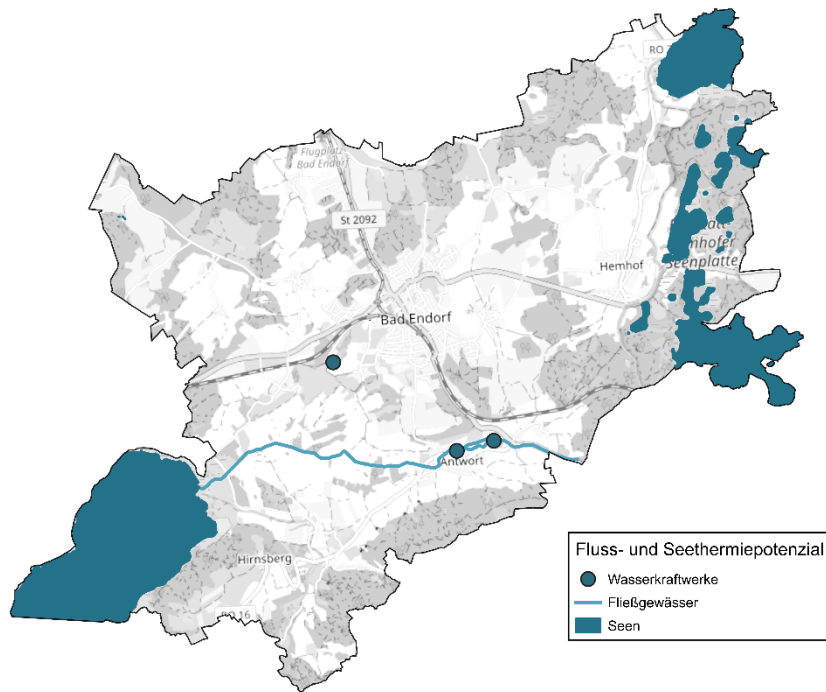 RO
Flugplatz
Bad Endorf
St 2092
Hemhof
Seenplatte
Bad Endorf
Antwort
Hirnsberg
RO 16
Fluss- und Seethermiepotenzial
Wasserkraftwerke
Fließgewässer
Seen